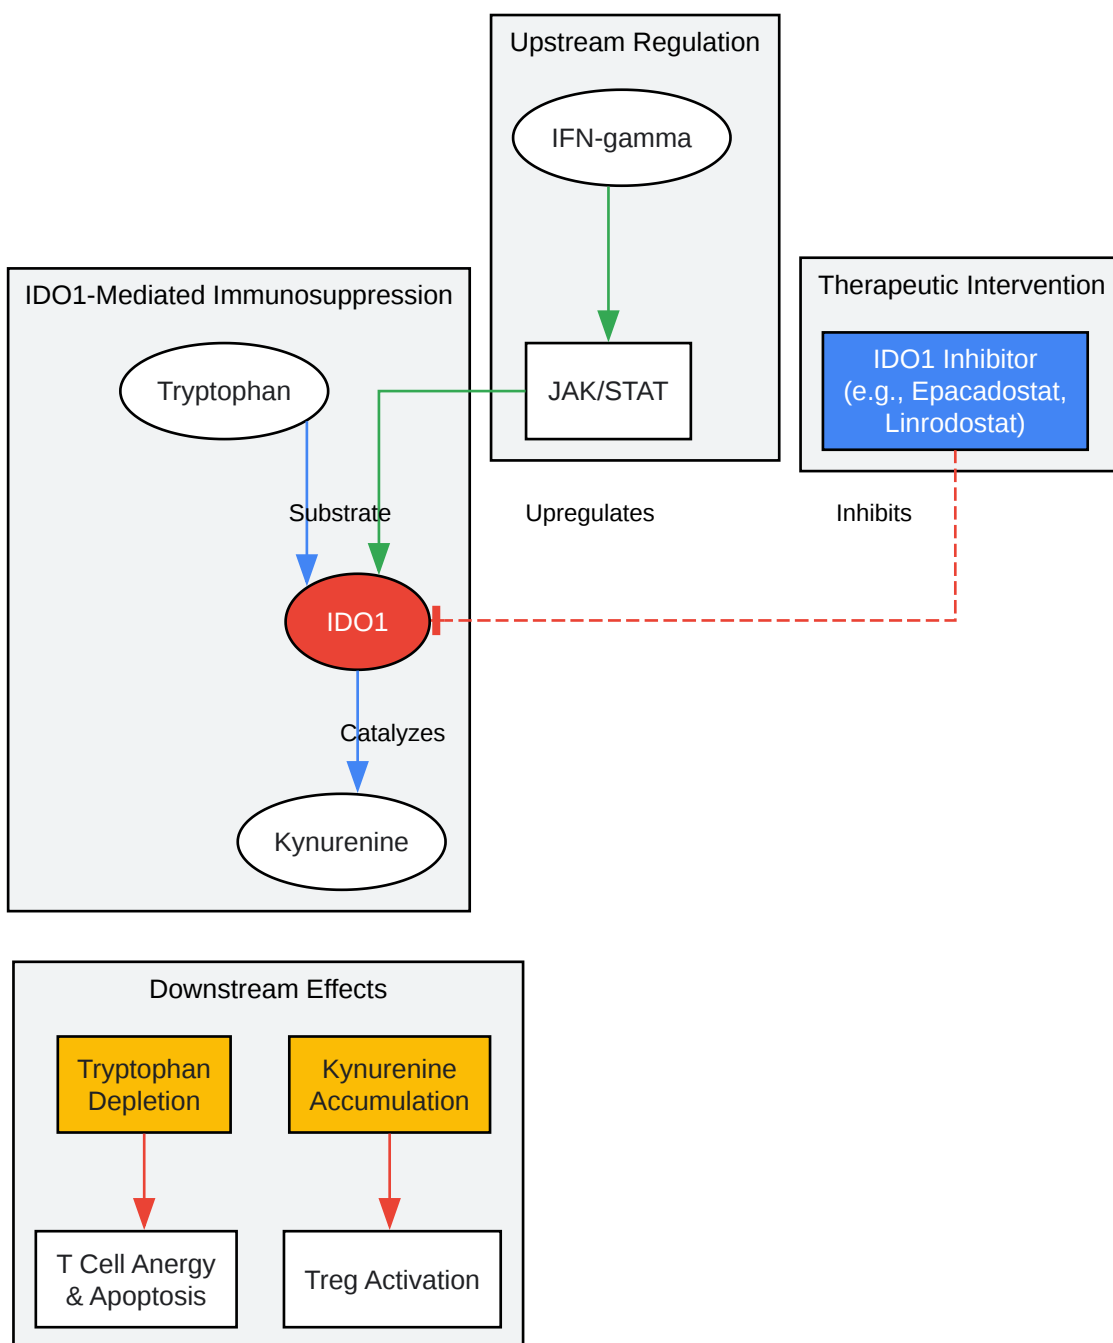 Upstream Regulation
IFN-gamma
JAK/STAT
IDO1-Mediated Immunosuppression
Tryptophan
Therapeutic Intervention
IDO1 Inhibitor
(e.g., Epacadostat,
Linrodostat)
Substrate
Upregulates
Inhibits
IDO1
Catalyzes
Kynurenine
Downstream Effects
Tryptophan
Depletion
Kynurenine
Accumulation
T Cell Anergy
& Apoptosis
Treg Activation